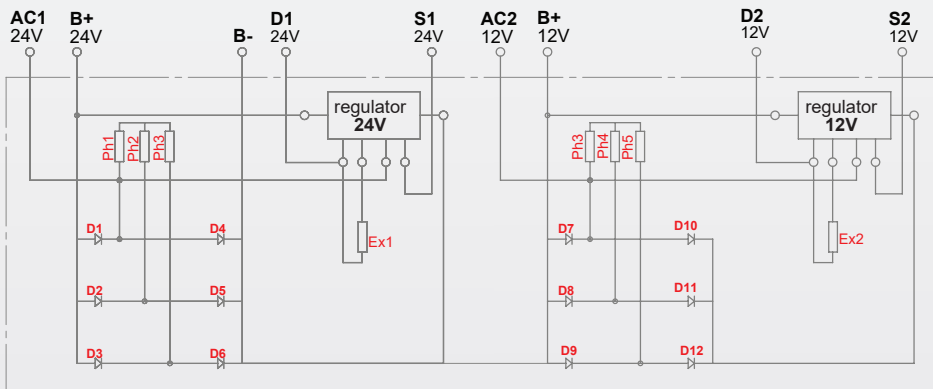 AC1 B+ D1 S1 AC2 B+ D2 S2
24V 24V B- 24V 24V 12V 12V 12V 12V
regulator
24V
regulator
12V
Ph1 Ph2 Ph3
Ph3 Ph4 Ph5
D1 D4 Ex1 D7 D10 Ex2
D2 D5 D8 D11
D3 D6 D9 D12